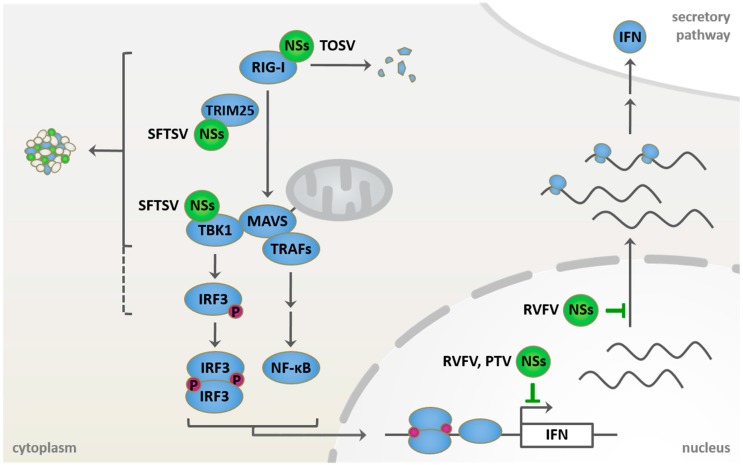 secretory
pathway
IFN
NSs TOSV
RIG-I
TRIM25
SFTSV NSs
SFTSV NSs
MAVS
TBK1
TRAFs
IRF3
P
RVFV NSs
IRF3
P P
IRF3
NF-κB
RVFV, PTV NSs
IFN
cytoplasm
nucleus